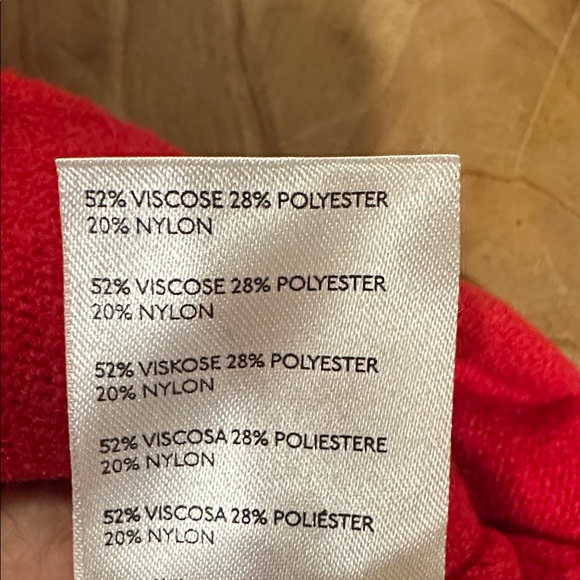 52% VISCOSE 28% POLYESTER
20% NYLON
52% VISCOSE 28% POLYESTER
20% NYLON
52% VISKOSE 28% POLYESTER
20% NYLON
52% VISCOSA 28% POLIESTERE
20% NYLON
52% VISCOSA 28% POLIÉSTER
20% NYLON